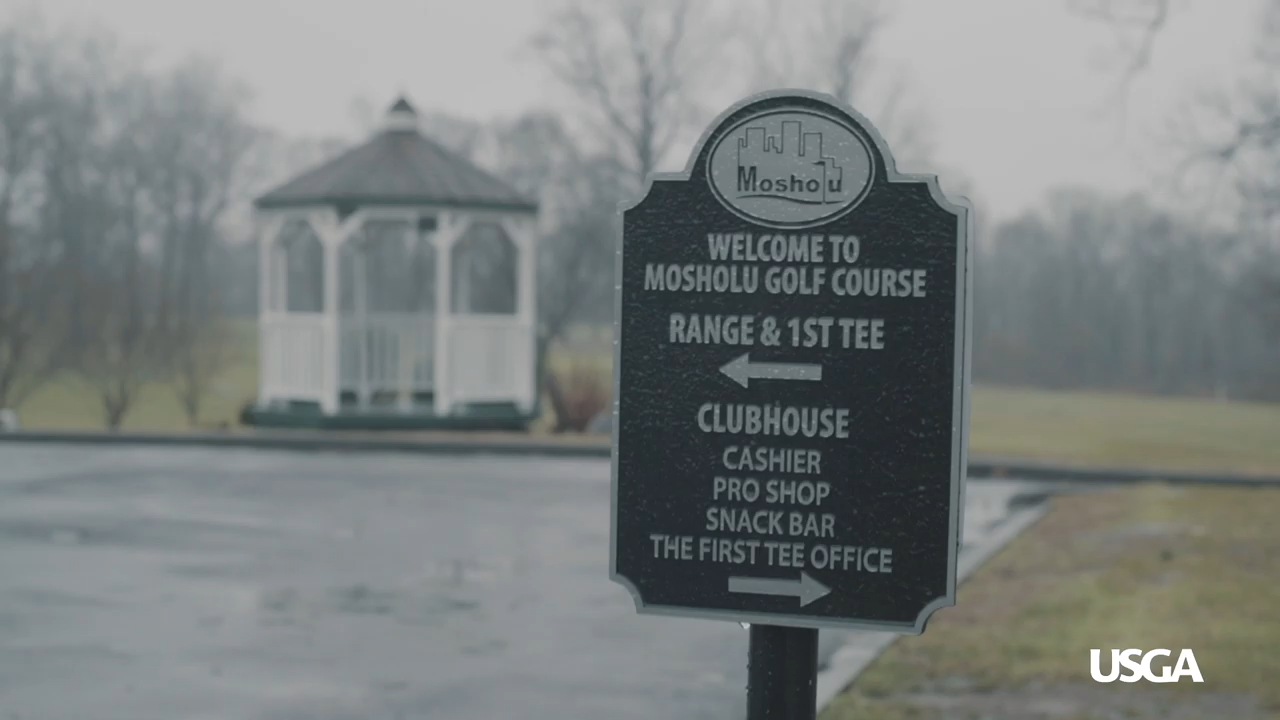 Mosholu
WELCOME TO
MOSHOLU GOLF COURSE
RANGE & 1ST TEE
CLUBHOUSE
CASHIER
PRO SHOP
SNACK BAR
THE FIRST TEE OFFICE
USGA